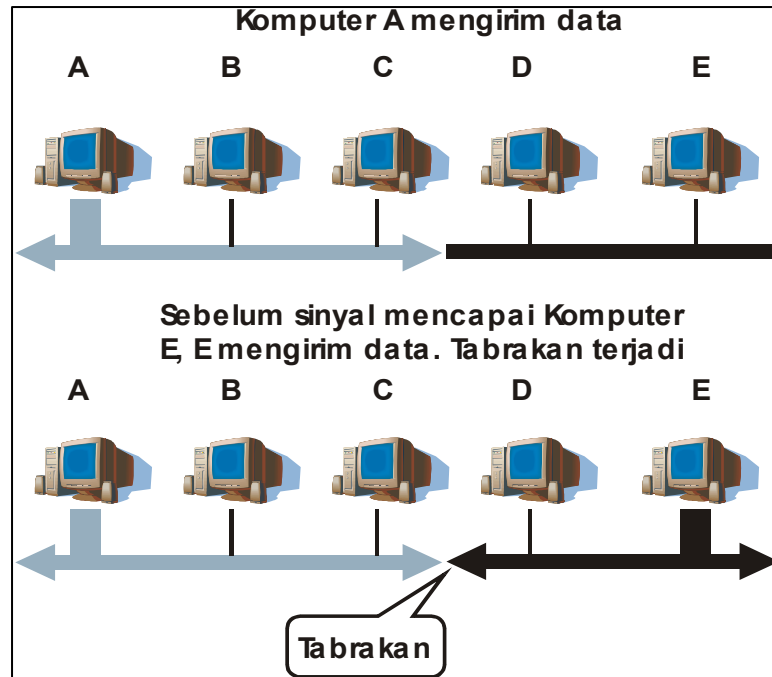 Komputer A mengirim data
A B C D E
Sebelum sinyal mencapai Komputer
E, E mengirim data. Tabrakan terjadi
A B C D E
Tabrakan